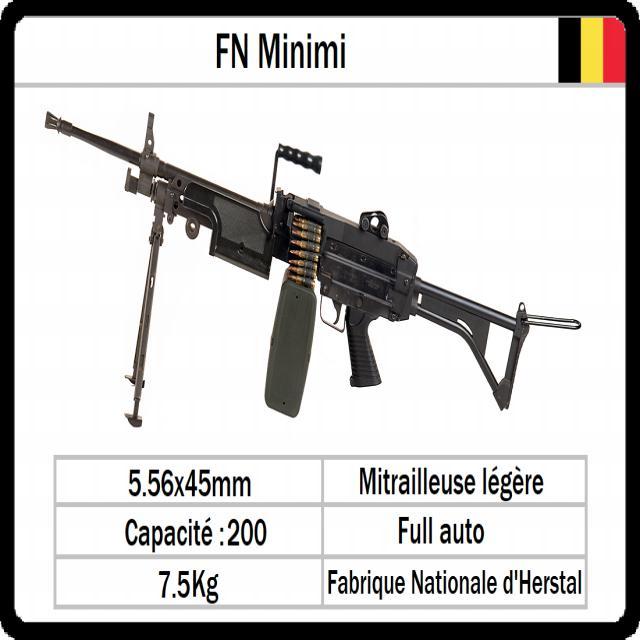 FN Minimi
5.56x45mm
Mitrailleuse légère
Capacité : 200
Full auto
7.5Kg
Fabrique Nationale d'Herstal